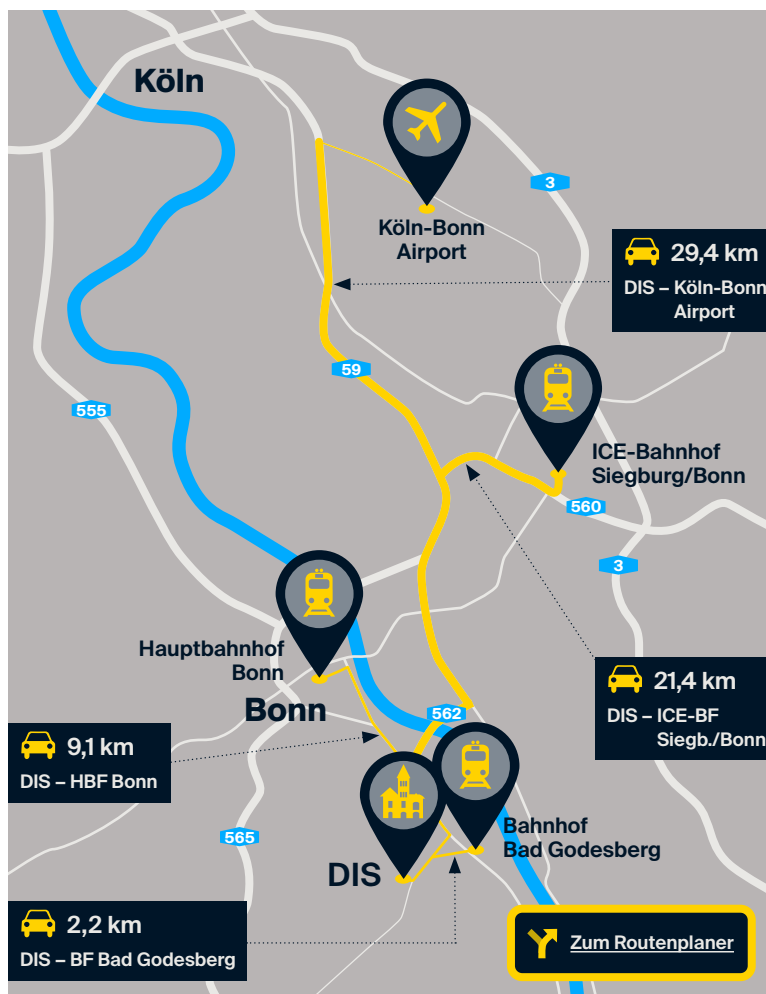 Köln
3
Köln-Bonn
Airport
29,4 km
DIS – Köln-Bonn
Airport
59
555
ICE-Bahnhof
Siegburg/Bonn
560
3
Hauptbahnhof
Bonn
Bonn
21,4 km
DIS – ICE-BF
Siegb./Bonn
562
9,1 km
DIS – HBF Bonn
565
Bahnhof
Bad Godesberg
DIS
2,2 km
DIS – BF Bad Godesberg
Zum Routenplaner